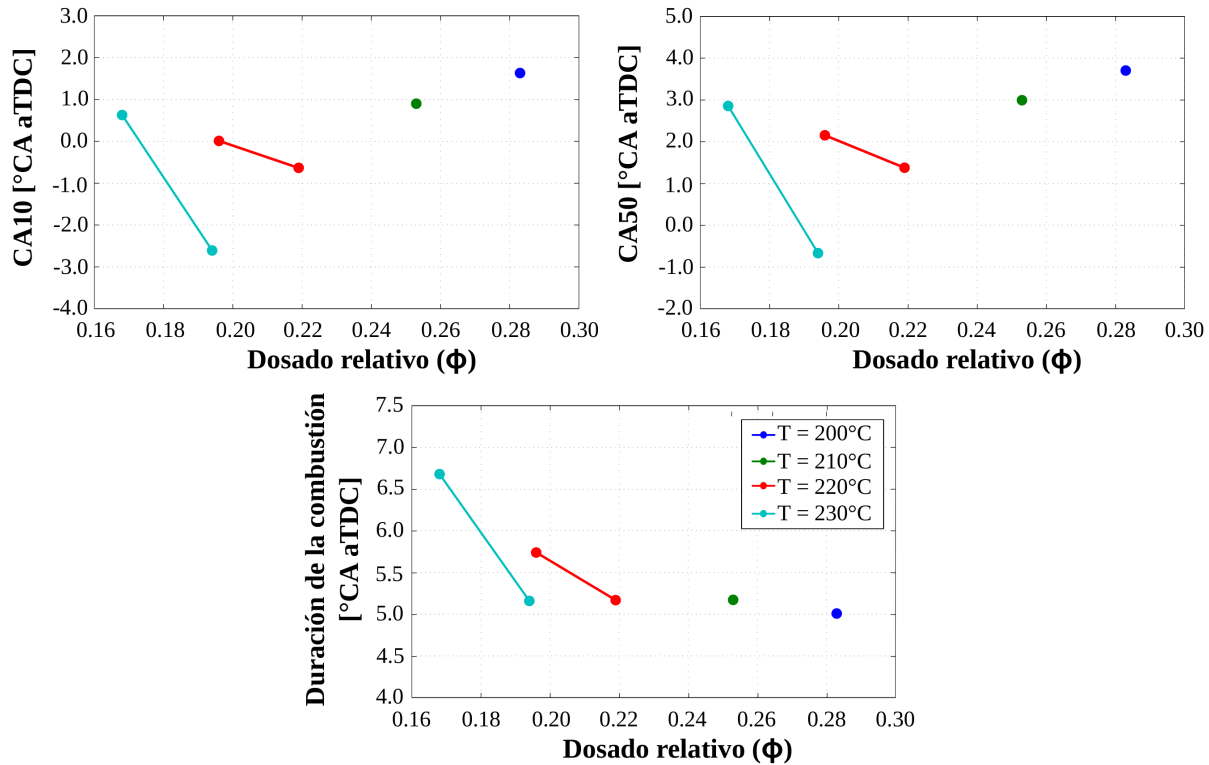 CA10 [°CA aTDC]
3.0
2.0
1.0
0.0
-1.0
-2.0
-3.0
-4.0
0.16 0.18 0.20 0.22 0.24 0.26 0.28 0.30
Dosado relativo (ϕ)
CA50 [°CA aTDC]
5.0
4.0
3.0
2.0
1.0
0.0
-1.0
-2.0
0.16 0.18 0.20 0.22 0.24 0.26 0.28 0.30
Dosado relativo (ϕ)
Duración de la combustión
[°CA aTDC]
7.5
7.0
6.5
6.0
5.5
5.0
4.5
4.0
0.16 0.18 0.20 0.22 0.24 0.26 0.28 0.30
Dosado relativo (ϕ)
T = 200°C
T = 210°C
T = 220°C
T = 230°C